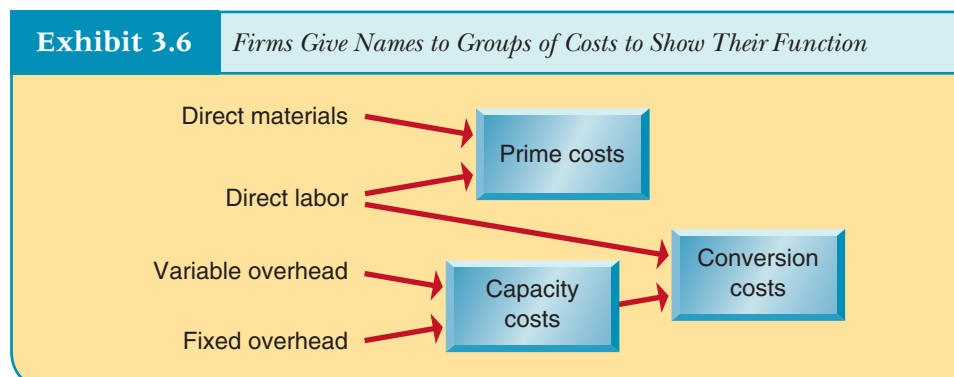 Exhibit 3.6
Firms Give Names to Groups of Costs to Show Their Function
Direct materials
Prime costs
Direct labor
Variable overhead
Capacity
costs
Conversion
costs
Fixed overhead